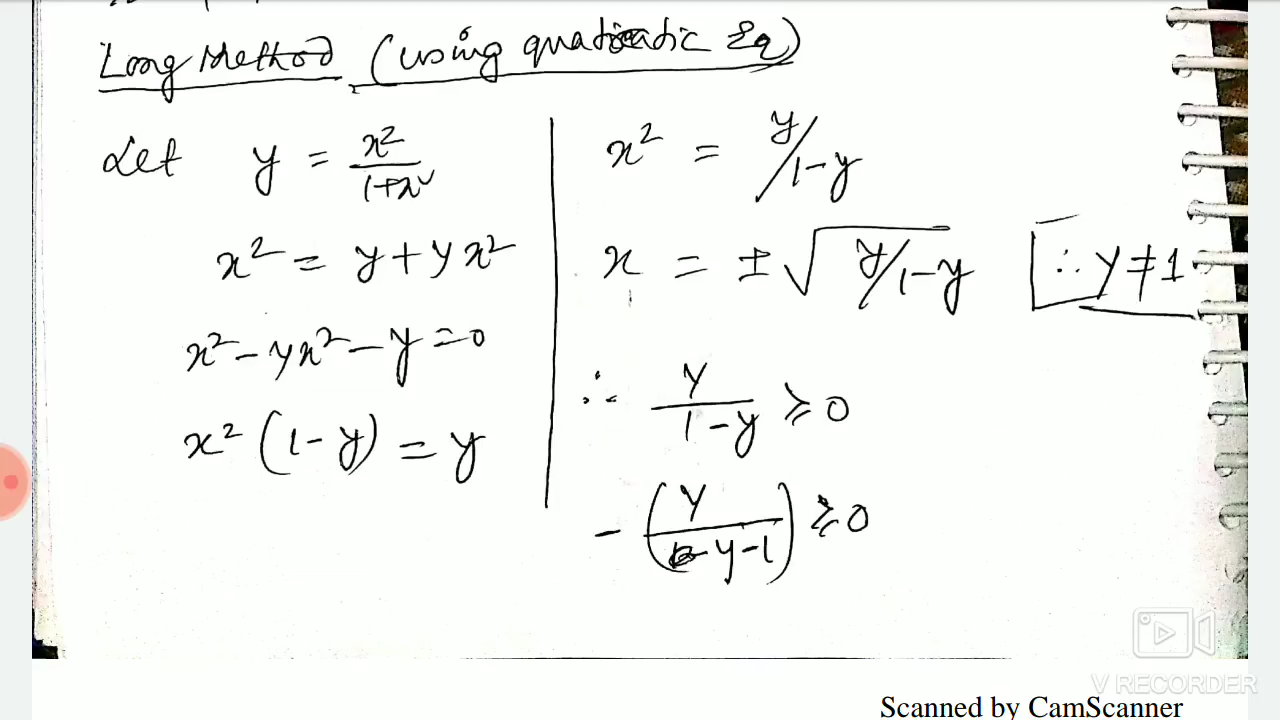 Long Method (using quadratic Eq)
Let y = x²/(1+x²)
x² = y + yx²
x² - yx² - y = 0
x² (1 - y) = y
x² = y/1-y
x = ± √(y/1-y) [∴ y ≠ 1
∴ y/(1-y) ≥ 0
- (y/(y-1)) ≥ 0
V RECORDER
Scanned by CamScanner